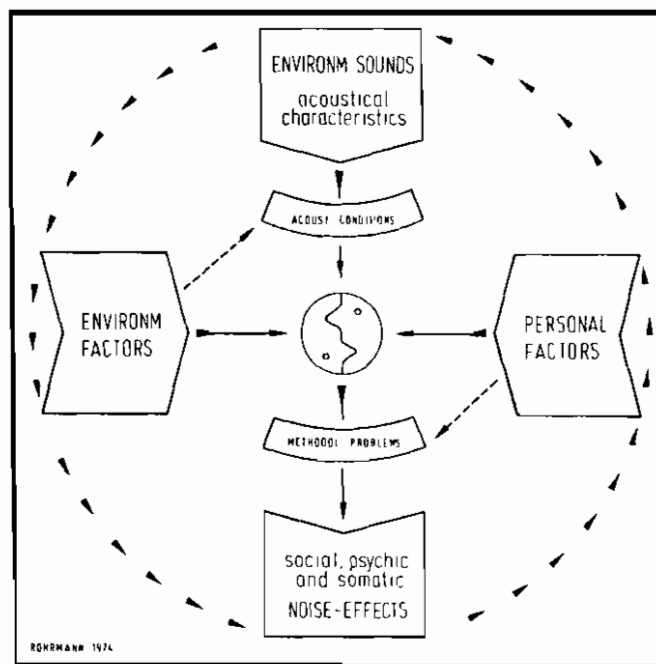 ENVIRONM SOUNDS
acoustical
characteristics
ACOUST CONDITIONS
ENVIRONM
FACTORS
PERSONAL
FACTORS
METHODOL PROBLEMS
social, psychic
and somatic
NOISE-EFFECTS
ROHRMANN 1974